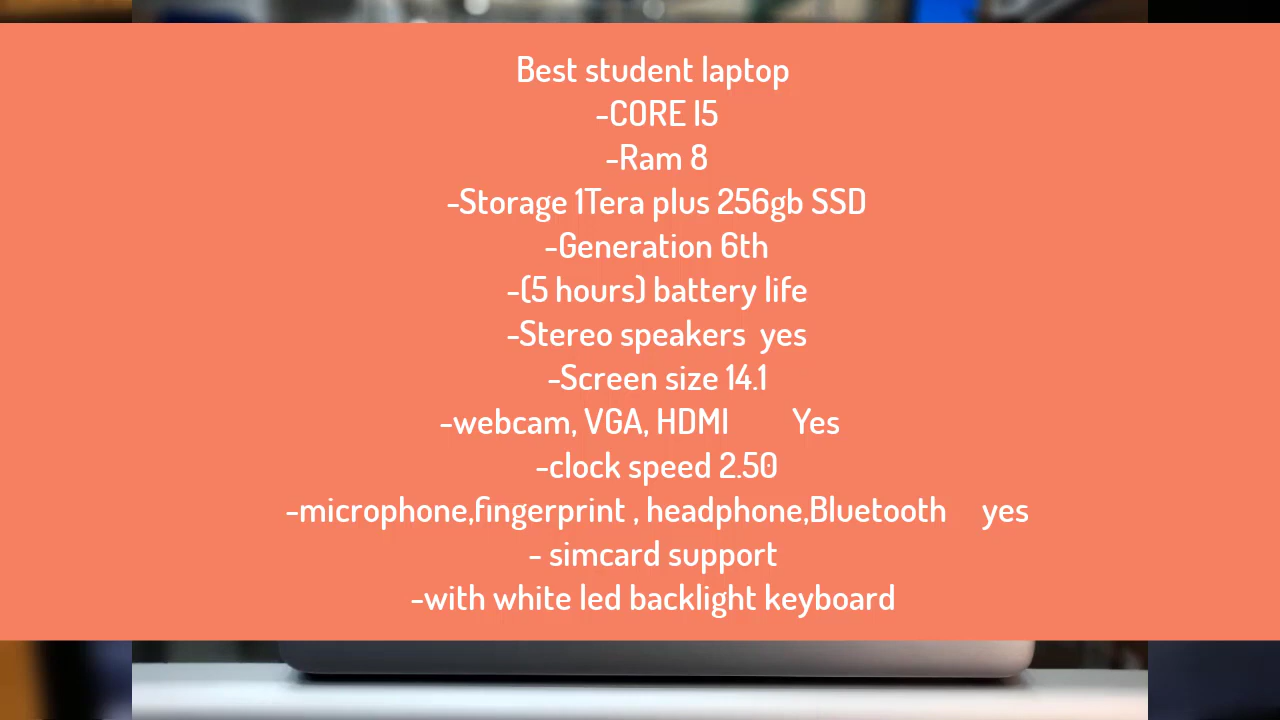 Best student laptop
-CORE I5
-Ram 8
-Storage 1Tera plus 256gb SSD
-Generation 6th
-(5 hours) battery life
-Stereo speakers  yes
-Screen size 14.1
-webcam, VGA, HDMI       Yes
-clock speed 2.50
-microphone,fingerprint , headphone,Bluetooth    yes
- simcard support
-with white led backlight keyboard